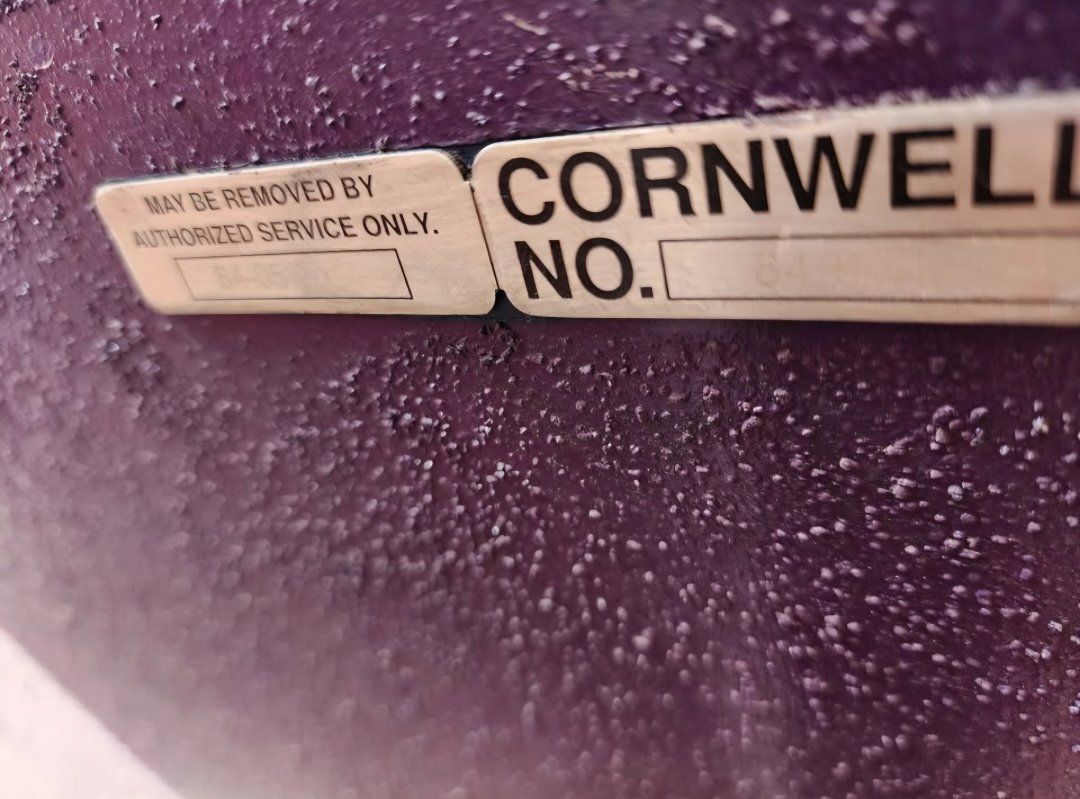 MAY BE REMOVED BY
AUTHORIZED SERVICE ONLY.
CORNWELL
NO.